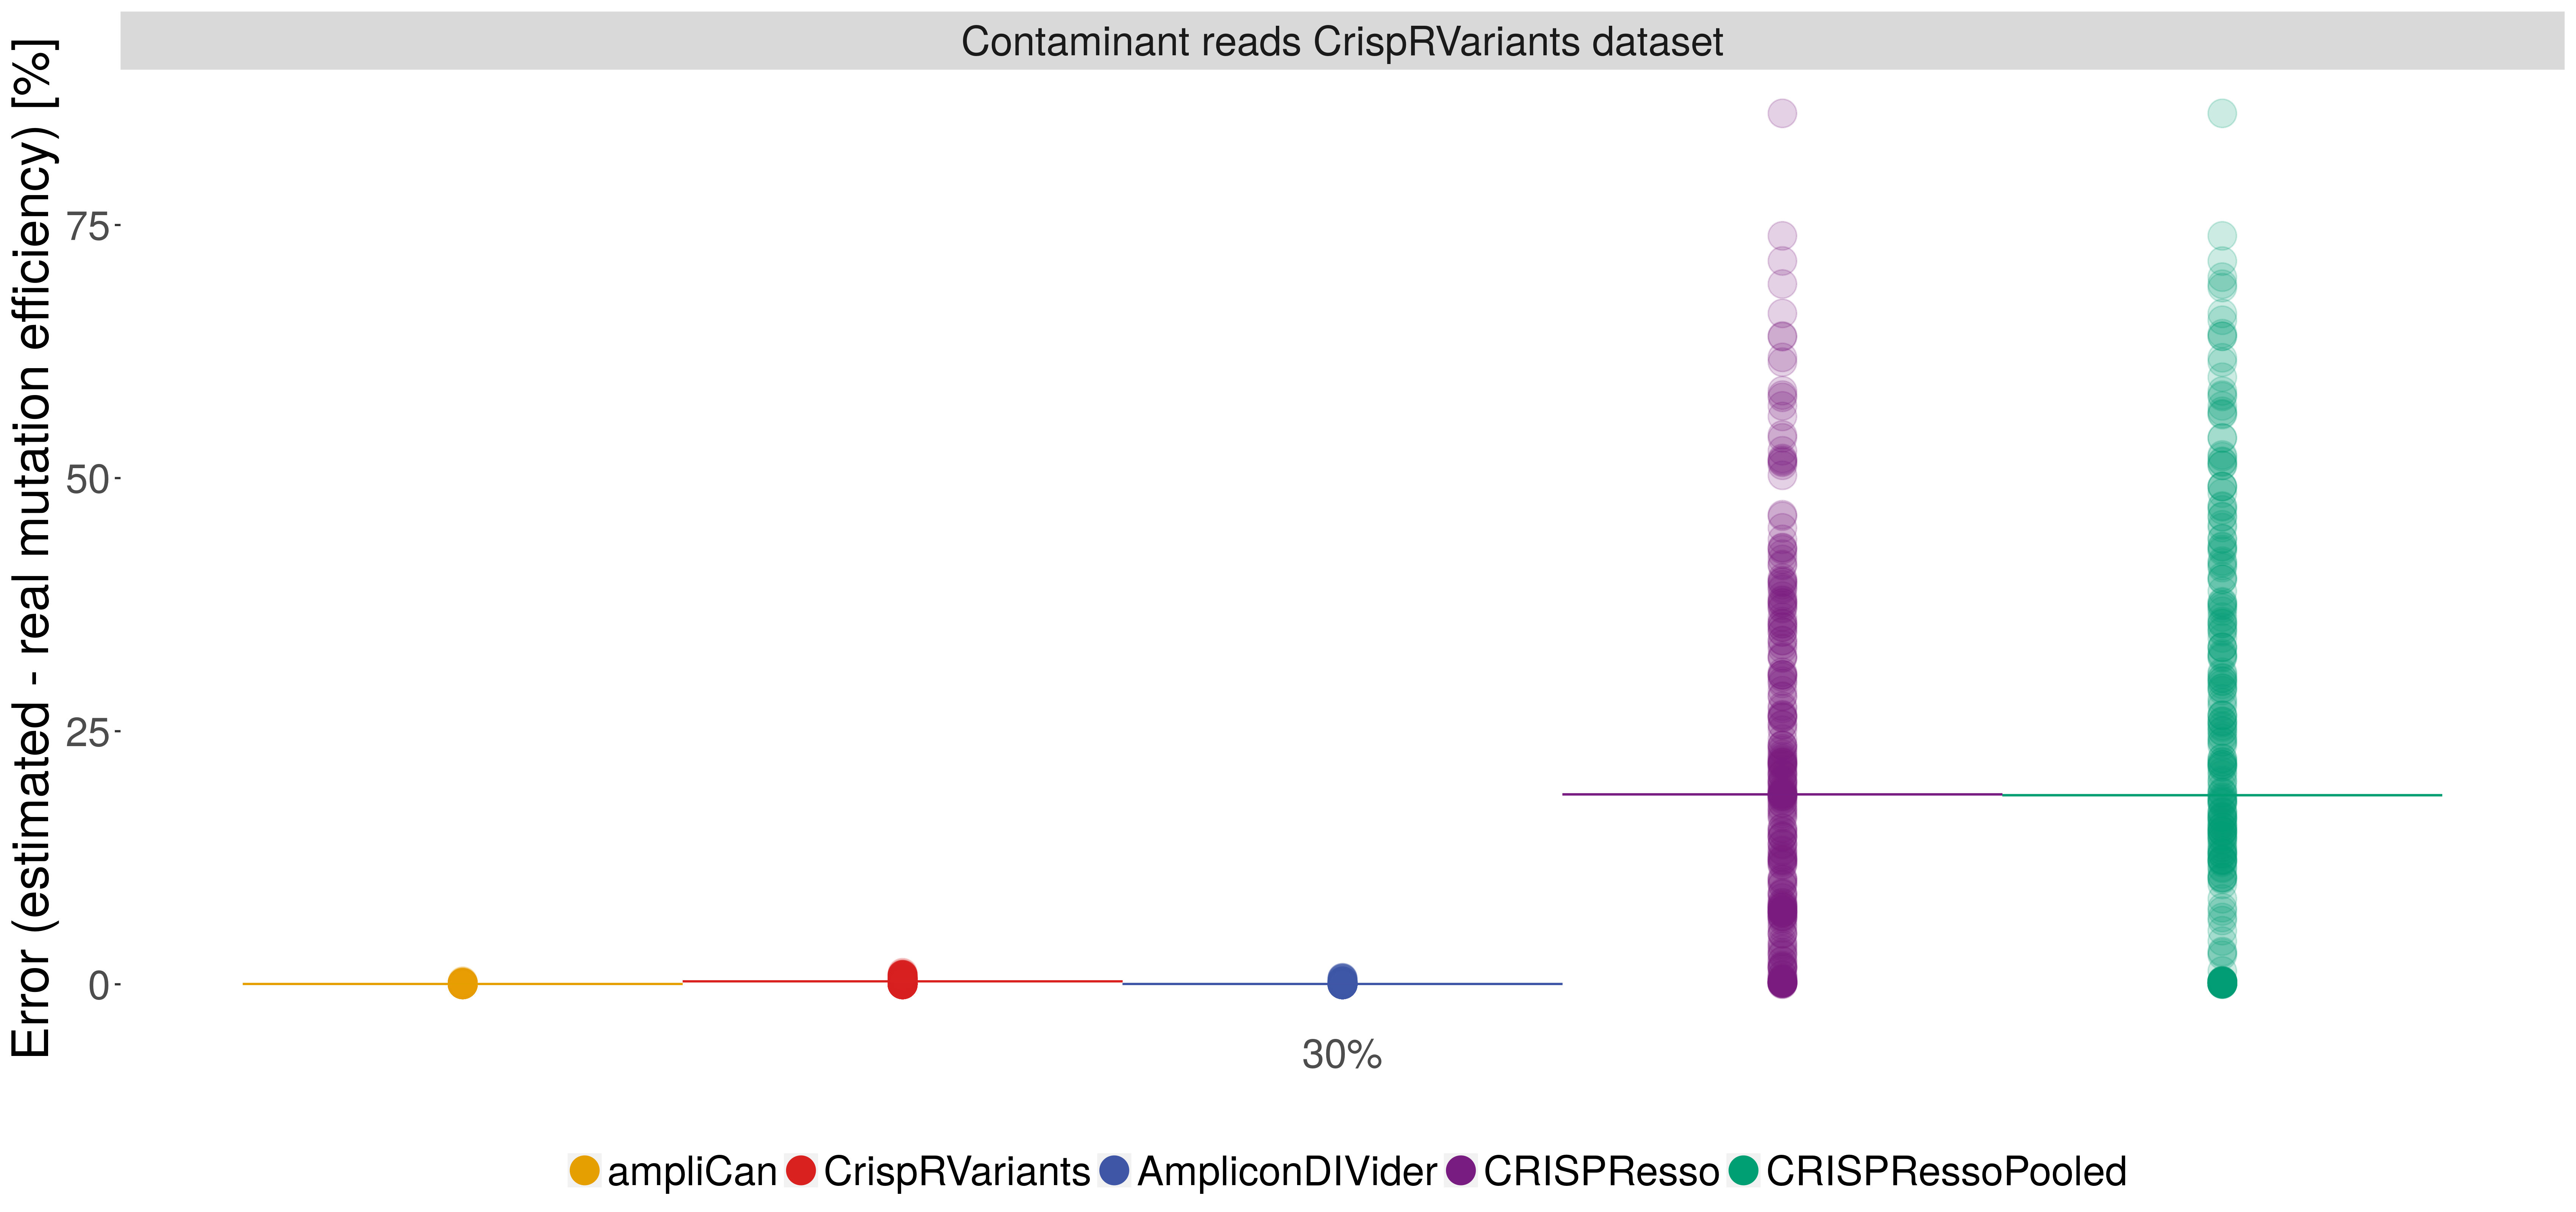 Contaminant reads CrispRVariants dataset
Error (estimated - real mutation efficiency) [%]
75
50
25
0
30%
ampliCan CrispRVariants AmpliconDIVider CRISPResso CRISPRessoPooled